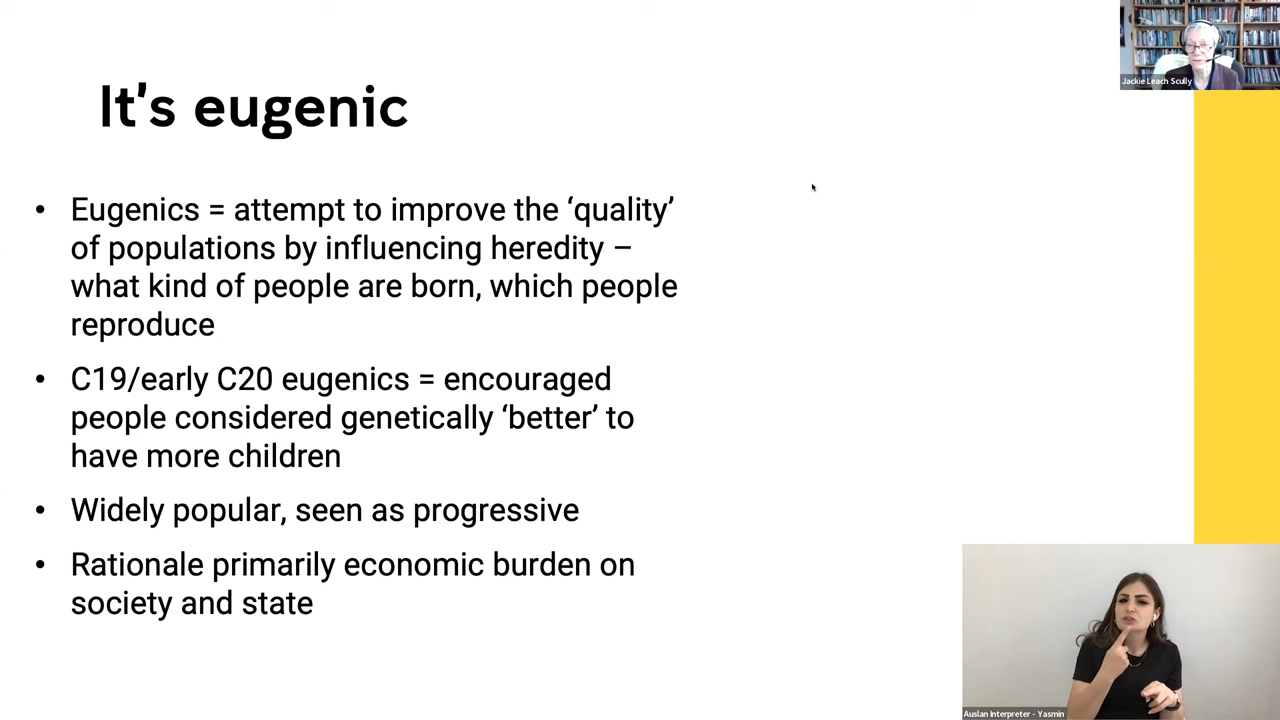 Jackie Leach Scully
It's eugenic
• Eugenics = attempt to improve the ‘quality’
of populations by influencing heredity –
what kind of people are born, which people
reproduce
• C19/early C20 eugenics = encouraged
people considered genetically ‘better’ to
have more children
• Widely popular, seen as progressive
• Rationale primarily economic burden on
society and state
Auslan Interpreter - Yasmin